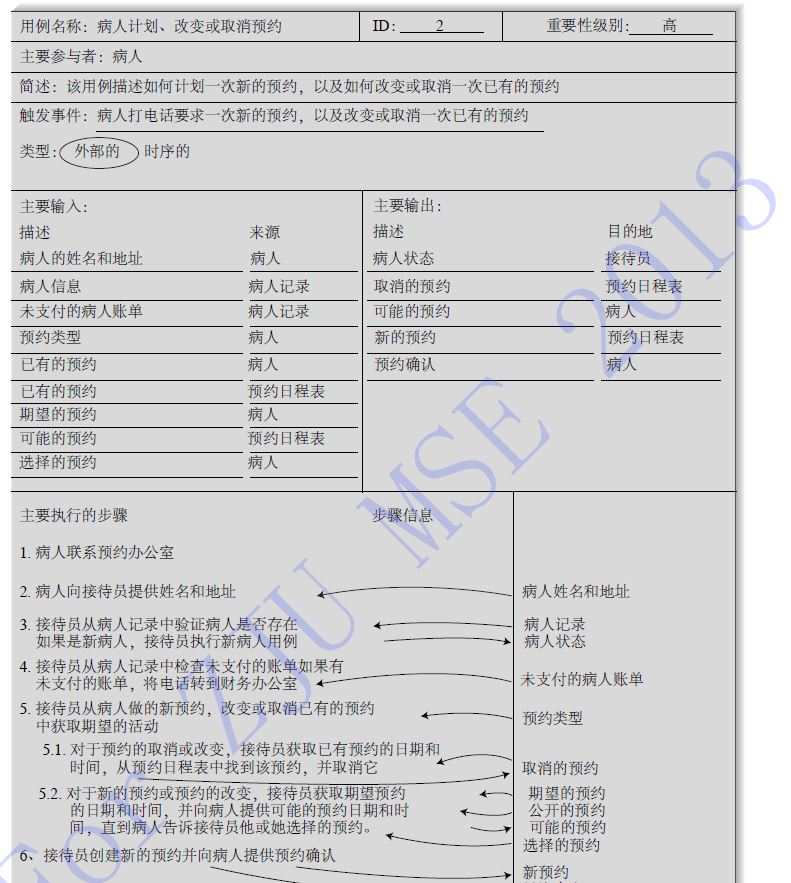 用例名称：病人计划、改变或取消预约 ID： 2 重要性级别： 高
主要参与者：病人
简述：该用例描述如何计划一次新的预约，以及如何改变或取消一次已有的预约
触发事件：病人打电话要求一次新的预约，以及改变或取消一次已有的预约
类型：外部的 时序的
主要输入：
描述 来源
病人的姓名和地址 病人
病人信息 病人记录
未支付的病人账单 病人记录
预约类型 病人
已有的预约 病人
已有的预约 预约日程表
期望的预约 病人
可能的预约 预约日程表
选择的预约 病人
主要输出：
描述 目的地
病人状态 接待员
取消的预约 预约日程表
可能的预约 病人
新的预约 预约日程表
预约确认 病人
主要执行的步骤 步骤信息
1. 病人联系预约办公室
2. 病人向接待员提供姓名和地址 病人姓名和地址
3. 接待员从病人记录中验证病人是否存在 病人记录
如果是新病人，接待员执行新病人用例 病人状态
4. 接待员从病人记录中检查未支付的账单如果有
未支付的账单，将电话转到财务办公室 未支付的病人账单
5. 接待员从病人做的新预约，改变或取消已有的预约
中获取期望的活动 预约类型
5.1. 对于预约的取消或改变，接待员获取已有预约的日期和
时间，从预约日程表中找到该预约，并取消它 取消的预约
5.2. 对于新的预约或预约的改变，接待员获取期望预约 期望的预约
的日期和时间，并向病人提供可能的预约日期和时 公开的预约
间，直到病人告诉接待员他或她选择的预约。 可能的预约
选择的预约
6、接待员创建新的预约并向病人提供预约确认
新预约
For ZJU MSE 2013